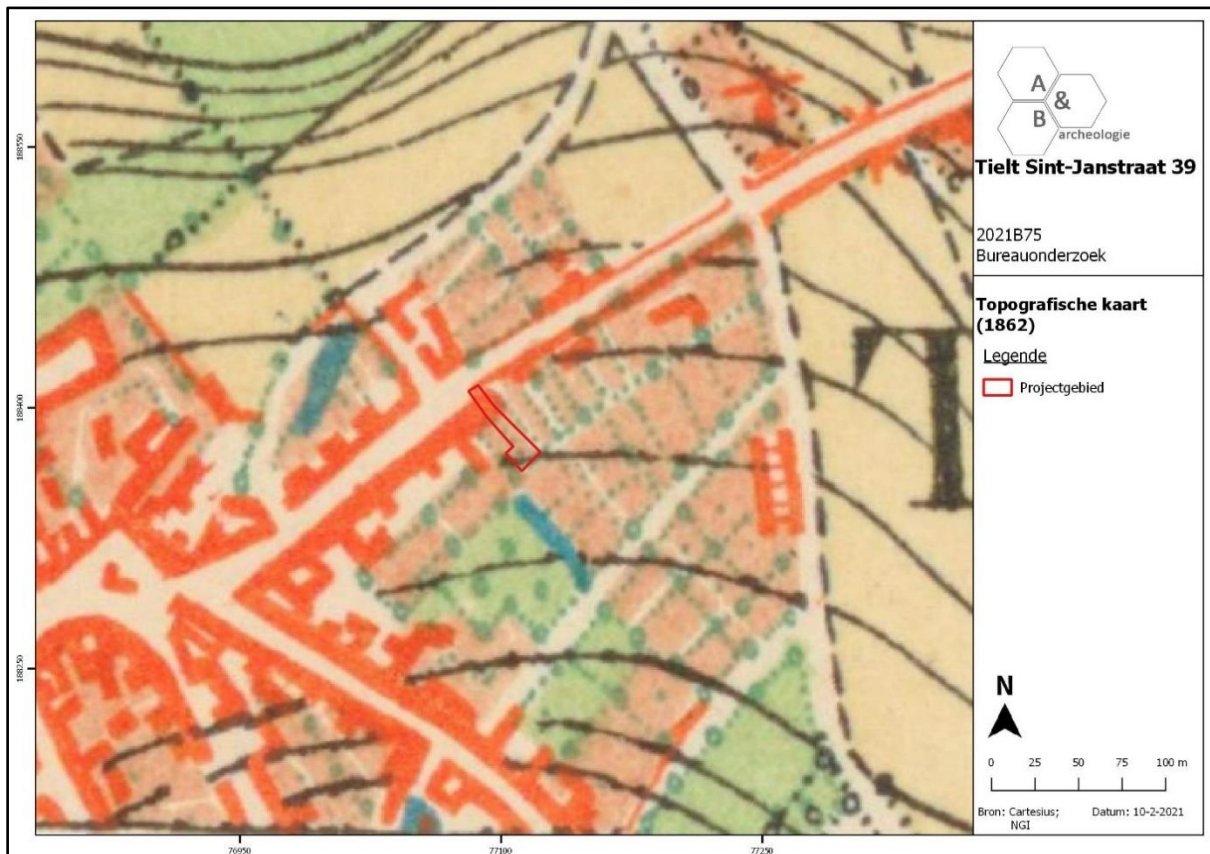 A
&
B
archeologie
Tielt Sint-Janstraat 39
2021B75
Bureauonderzoek
Topografische kaart
(1862)
Legende
Projectgebied
N
0 25 50 75 100 m
Bron: Cartesius;
NGI
Datum: 10-2-2021
188550
188400
188250
76950 77100 77250
T